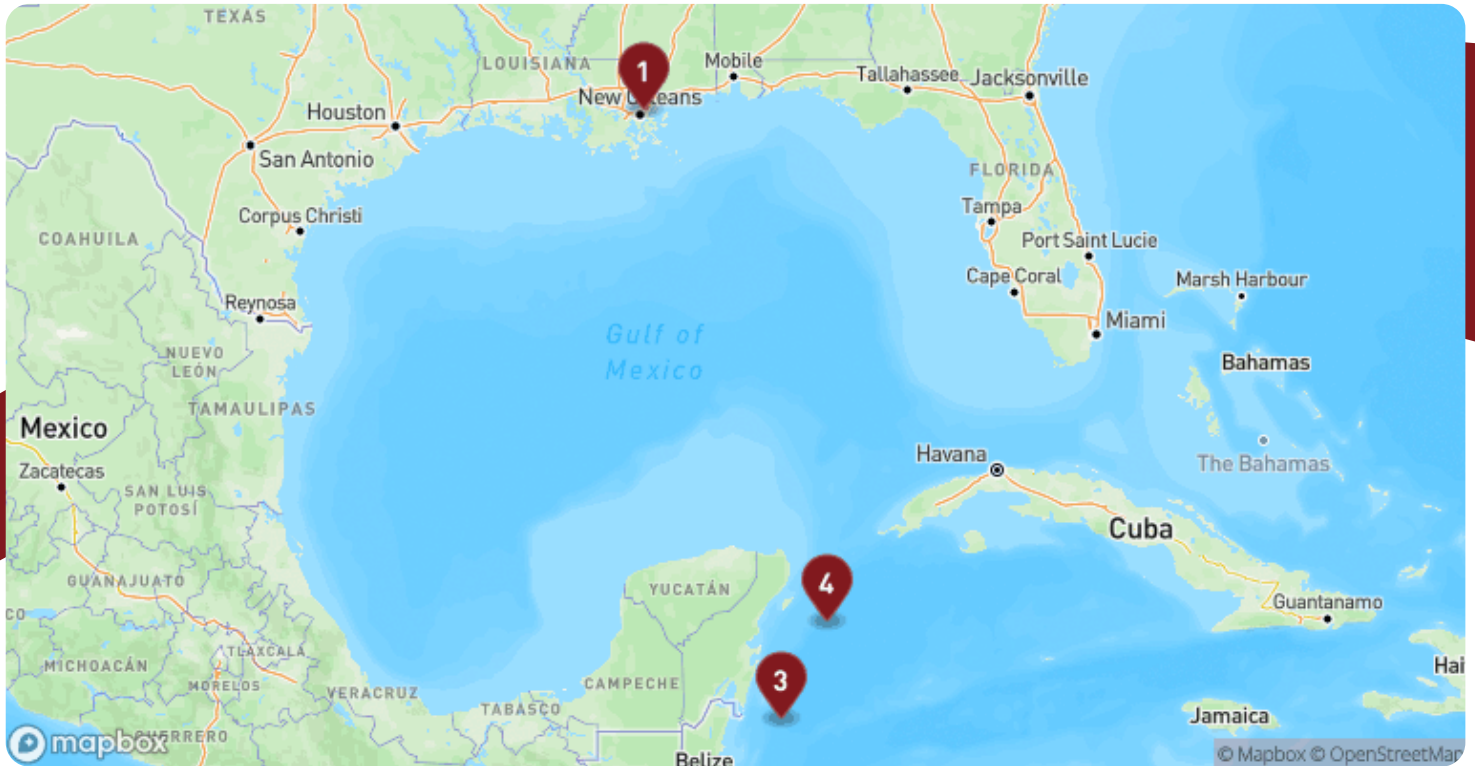 TEXAS
LOUISIANA
1
Mobile
Tallahassee
Jacksonville
New Orleans
Houston
San Antonio
FLORIDA
Corpus Christi
Tampa
COAHUILA
Port Saint Lucie
Cape Coral
Marsh Harbour
Reynosa
Miami
Gulf of
Mexico
NUEVO
LEÓN
Bahamas
TAMAULIPAS
Mexico
Havana
The Bahamas
Zacatecas
SAN LUIS
POTOSÍ
Cuba
GUANAJUATO
YUCATÁN
4
Guantanamo
CO
TLAXCALA
MICHOACÁN
Hai
MORELOS
VERACRUZ
CAMPECHE
3
TABASCO
Jamaica
mapbox
GUERRERO
Belize
© Mapbox © OpenStreetMap